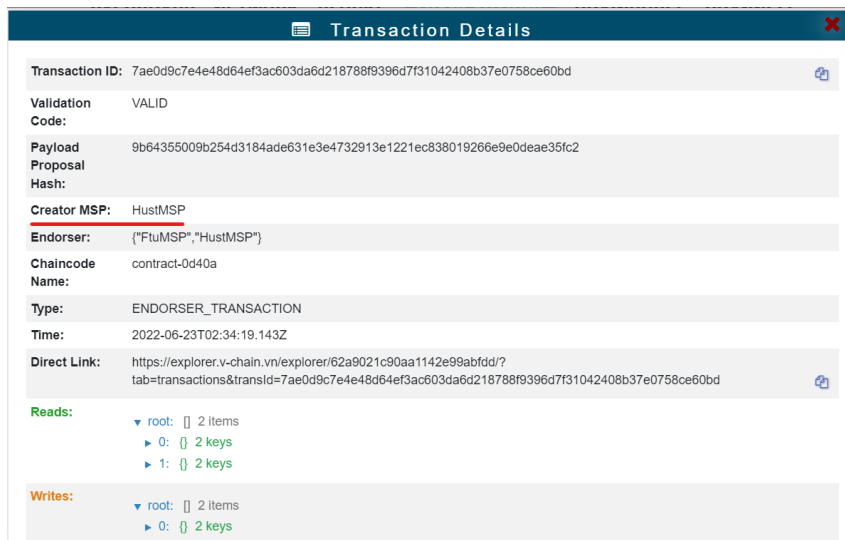 Transaction Details
Transaction ID: 7ae0d9c7e4e48d64ef3ac603da6d218788f9396d7f31042408b37e0758ce60bd
Validation Code: VALID
Payload Proposal Hash: 9b64355009b254d3184ade631e3e4732913e1221ec838019266e9e0deae35fc2
Creator MSP: HustMSP
Endorser: {"FtuMSP","HustMSP"}
Chaincode Name: contract-0d40a
Type: ENDORSER_TRANSACTION
Time: 2022-06-23T02:34:19.143Z
Direct Link: https://explorer.v-chain.vn/explorer/62a9021c90aa1142e99abfdd/?
tab=transactions&transId=7ae0d9c7e4e48d64ef3ac603da6d218788f9396d7f31042408b37e0758ce60bd
Reads:
▼ root: [] 2 items
► 0: {} 2 keys
► 1: {} 2 keys
Writes:
▼ root: [] 2 items
► 0: {} 2 keys